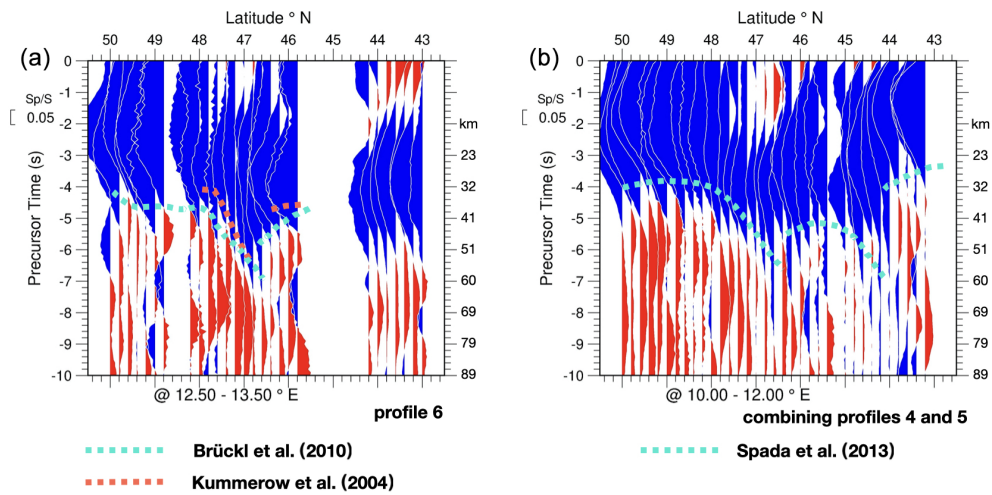 Latitude ° N
Latitude ° N
(a)
50 49 48 47 46 45 44 43
(b)
50 49 48 47 46 45 44 43
0
-1
-2
-3
-4
-5
-6
-7
-8
-9
-10
Precursor Time (s)
Sp/S
0.05
km
23
32
41
51
60
69
79
89
0
-1
-2
-3
-4
-5
-6
-7
-8
-9
-10
Precursor Time (s)
Sp/S
0.05
km
23
32
41
51
60
69
79
89
@ 12.50 - 13.50 ° E
@ 10.00 - 12.00 ° E
profile 6
combining profiles 4 and 5
Brückl et al. (2010)
Spada et al. (2013)
Kummerow et al. (2004)